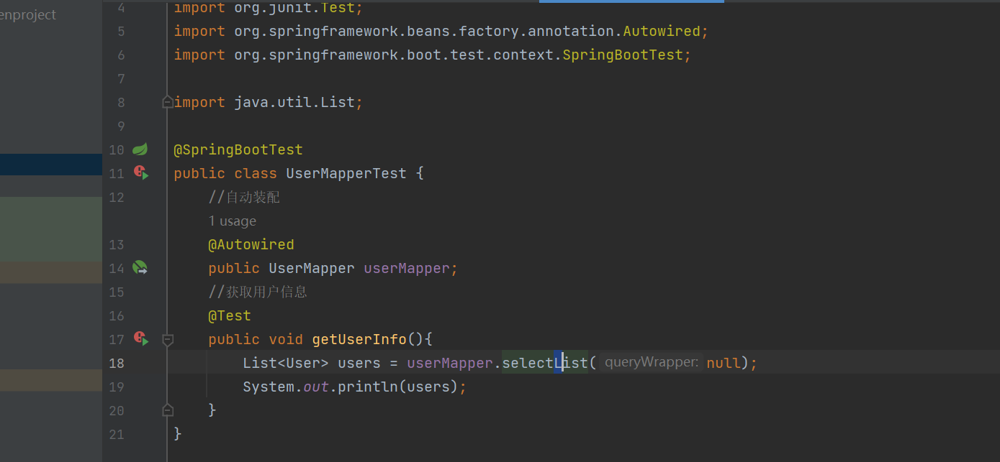 enproject
4 import org.junit.Test;
5 import org.springframework.beans.factory.annotation.Autowired;
6 import org.springframework.boot.test.context.SpringBootTest;
7
8 import java.util.List;
9
10 @SpringBootTest
11 public class UserMapperTest {
12 //自动装配
1 usage
13 @Autowired
14 public UserMapper userMapper;
15 //获取用户信息
16 @Test
17 public void getUserInfo(){
18 List<User> users = userMapper.selectList( queryWrapper: null);
19 System.out.println(users);
20 }
21 }